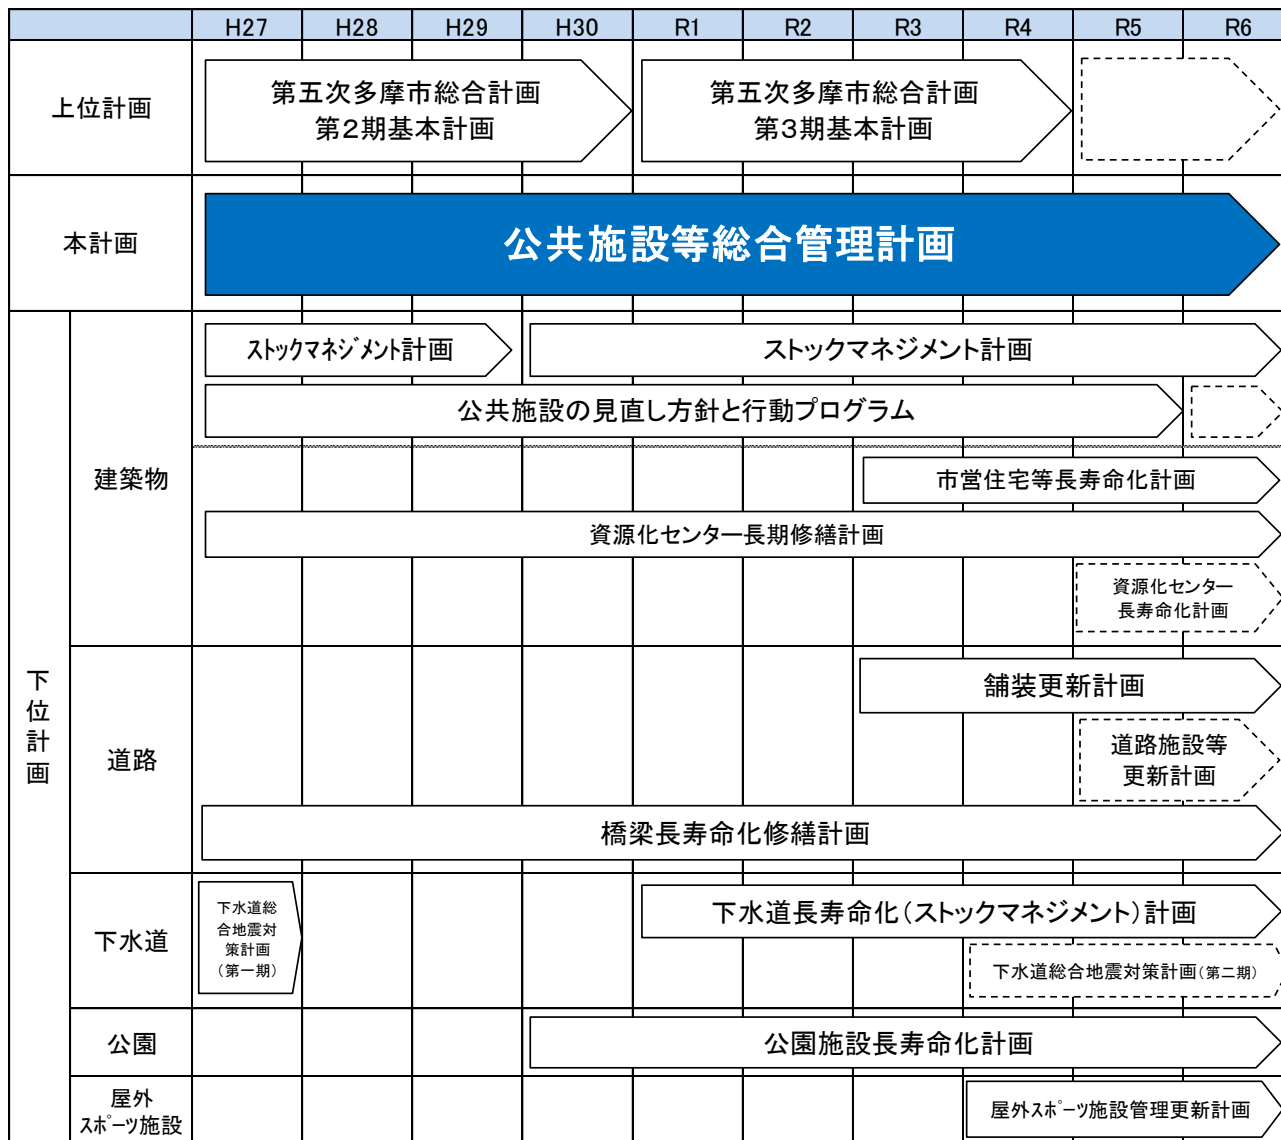 H27 H28 H29 H30 R1 R2 R3 R4 R5 R6
上位計画
第五次多摩市総合計画
第2期基本計画
第五次多摩市総合計画
第3期基本計画
本計画
公共施設等総合管理計画
下位計画
建築物
ストックマネジメント計画
ストックマネジメント計画
公共施設の見直し方針と行動プログラム
市営住宅等長寿命化計画
資源化センター長期修繕計画
資源化センター
長寿命化計画
道路
舗装更新計画
道路施設等
更新計画
橋梁長寿命化修繕計画
下水道
下水道総
合地震対
策計画
(第一期)
下水道長寿命化(ストックマネジメント)計画
下水道総合地震対策計画(第二期)
公園
公園施設長寿命化計画
屋外
スポーツ施設
屋外スポーツ施設管理更新計画